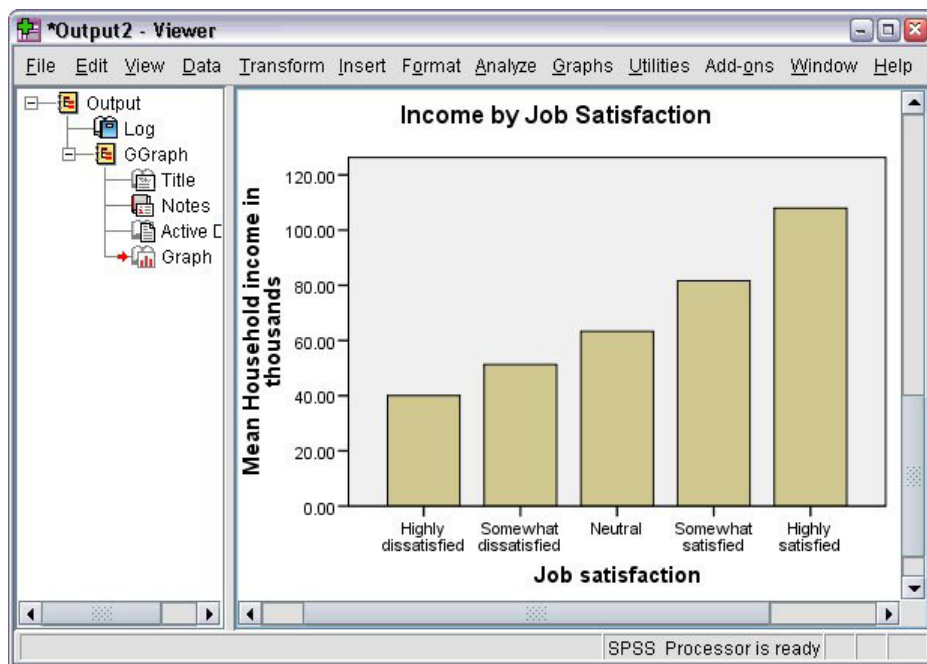 *Output2 - Viewer
File Edit View Data Transform Insert Format Analyze Graphs Utilities Add-ons Window Help
Output
Log
GGraph
Title
Notes
Active D
Graph
Income by Job Satisfaction
Mean Household income in
thousands
120.00
100.00
80.00
60.00
40.00
20.00
0.00
Highly
dissatisfied
Somewhat
dissatisfied
Neutral
Somewhat
satisfied
Highly
satisfied
Job satisfaction
SPSS Processor is ready